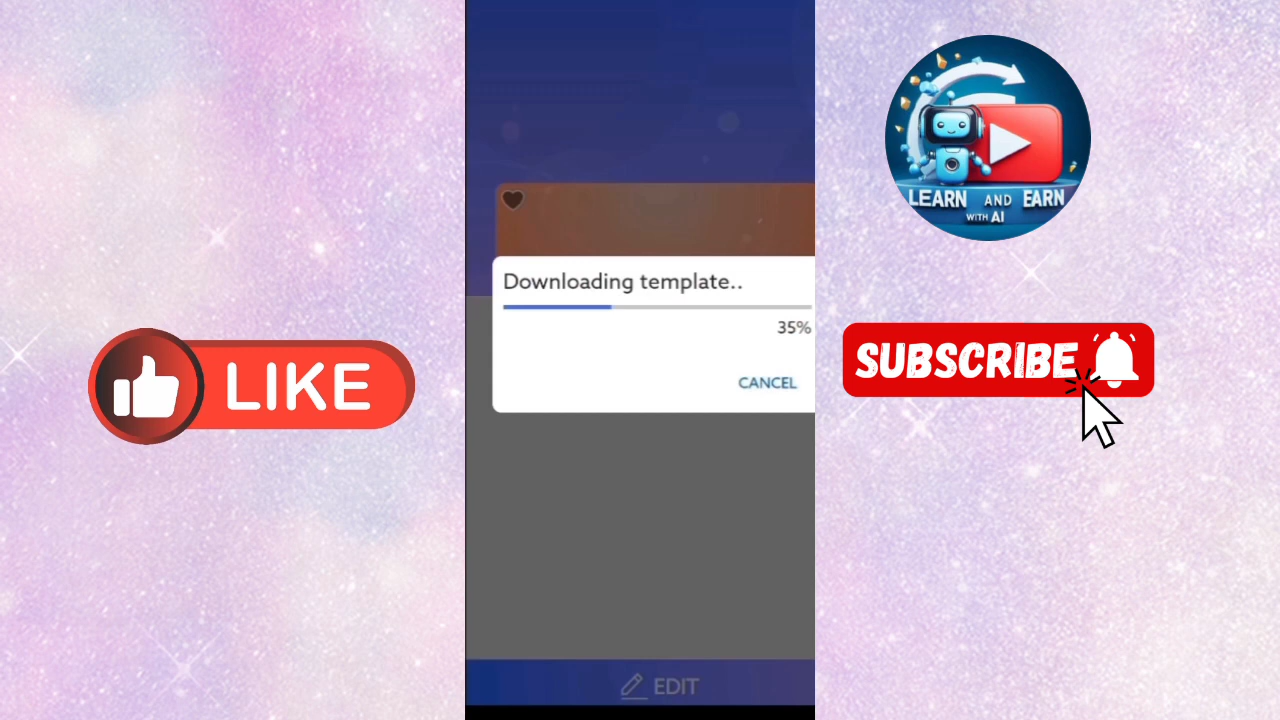 LEARN AND EARN
WITH AI
Downloading template..
35%
CANCEL
LIKE
SUBSCRIBE
EDIT